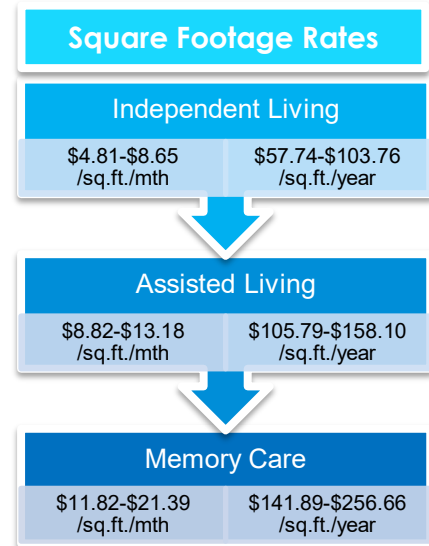 Square Footage Rates
Independent Living
$4.81-$8.65
/sq.ft./mth
$57.74-$103.76
/sq.ft./year
Assisted Living
$8.82-$13.18
/sq.ft./mth
$105.79-$158.10
/sq.ft./year
Memory Care
$11.82-$21.39
/sq.ft./mth
$141.89-$256.66
/sq.ft./year